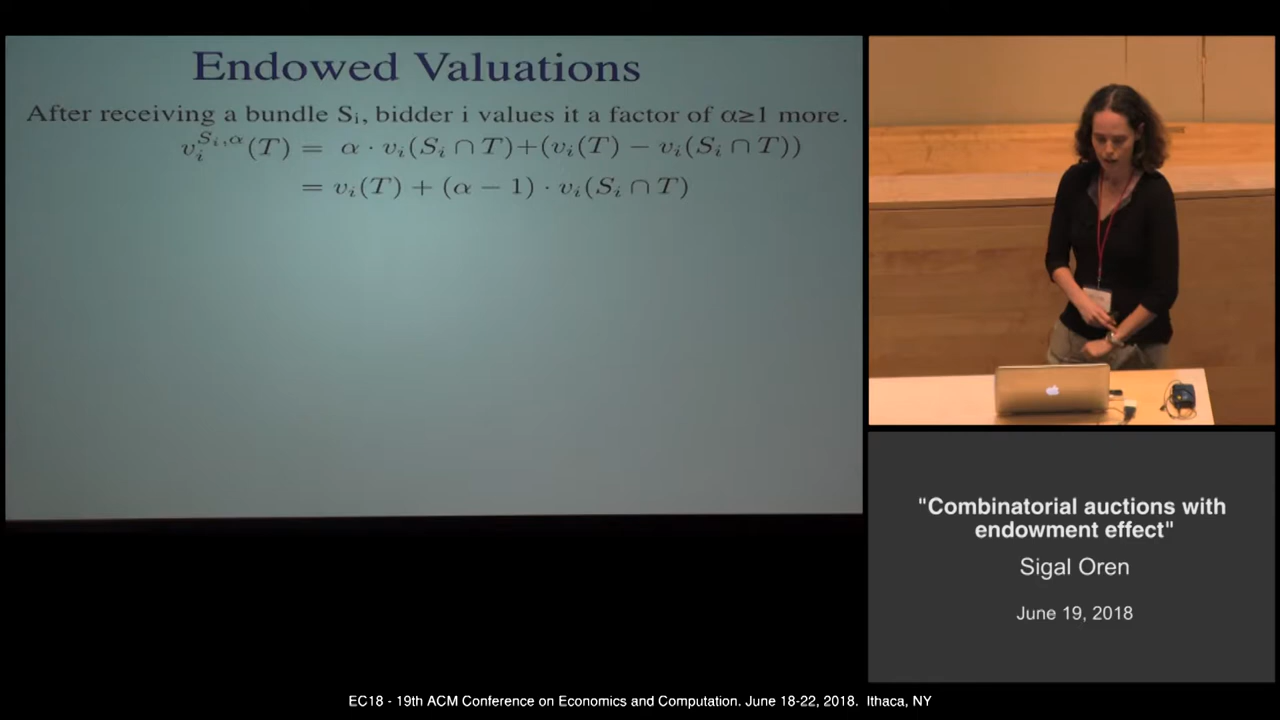 Endowed Valuations
After receiving a bundle Sᵢ, bidder i values it a factor of α≥1 more.
vᵢ^{Sᵢ,α}(T) = α · vᵢ(Sᵢ ∩ T)+(vᵢ(T) − vᵢ(Sᵢ ∩ T))
= vᵢ(T) + (α − 1) · vᵢ(Sᵢ ∩ T)
"Combinatorial auctions with
endowment effect"
Sigal Oren
June 19, 2018
EC18 - 19th ACM Conference on Economics and Computation. June 18-22, 2018. Ithaca, NY